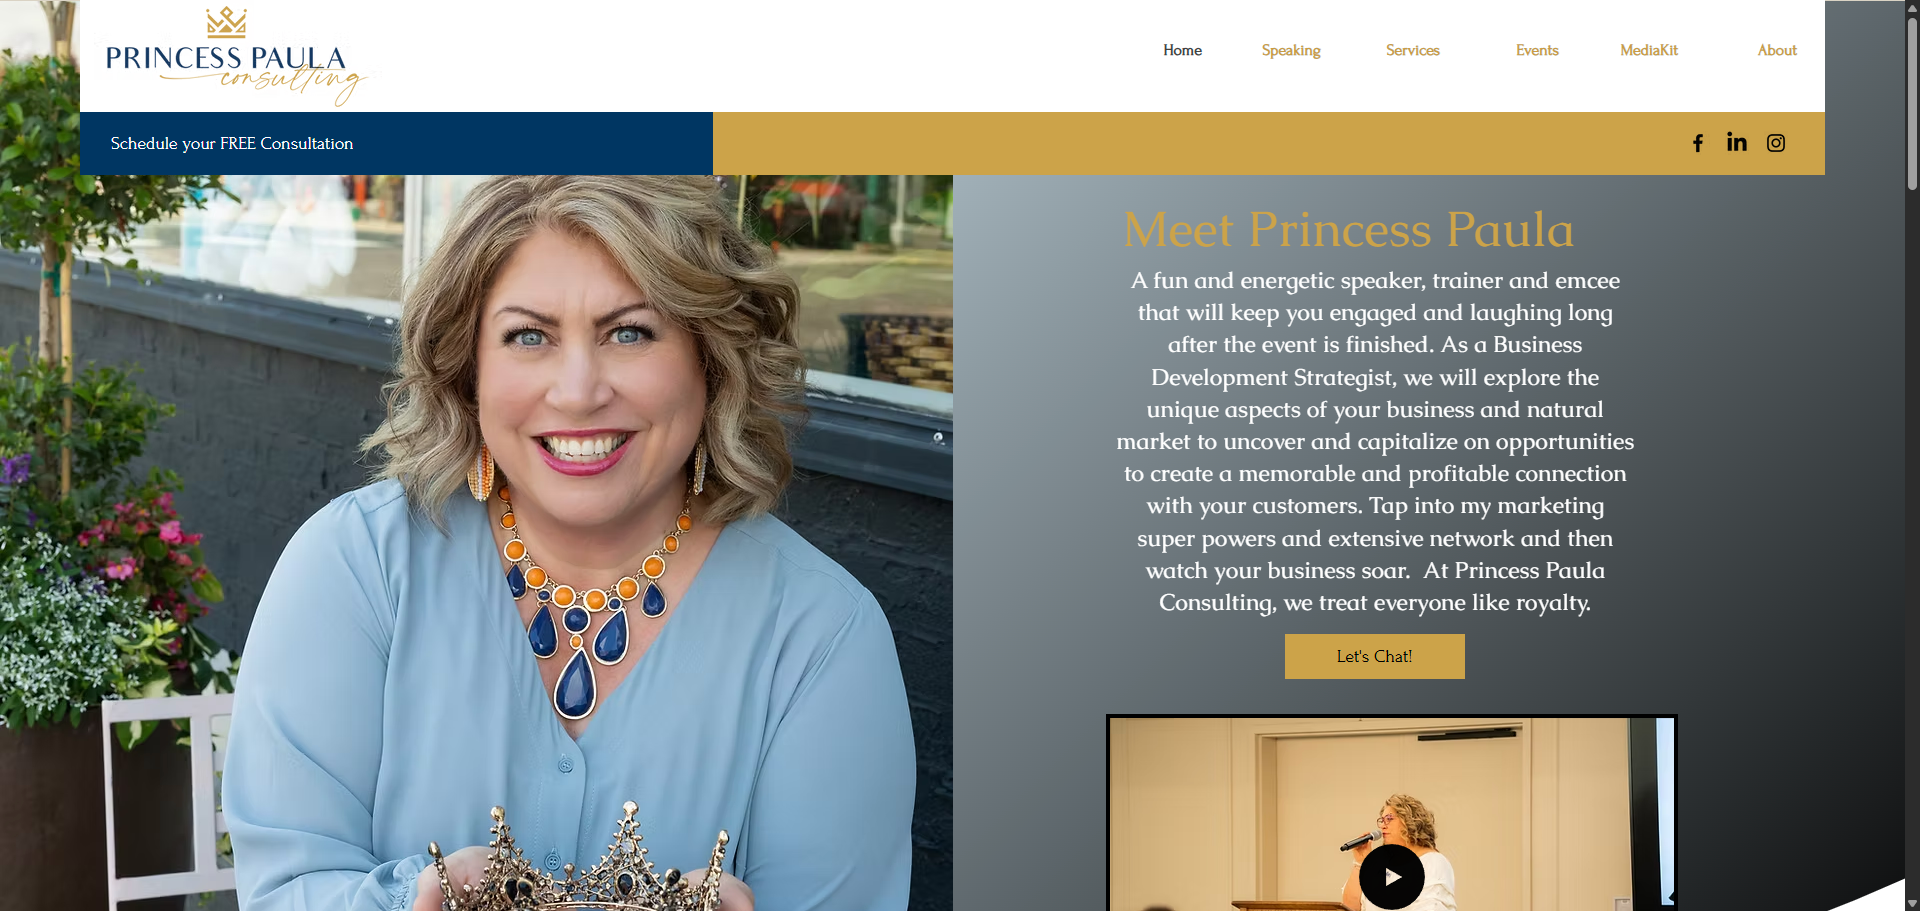 PRINCESS PAULA
consulting
Home
Speaking
Services
Events
MediaKit
About
Schedule your FREE Consultation
Meet Princess Paula
A fun and energetic speaker, trainer and emcee
that will keep you engaged and laughing long
after the event is finished. As a Business
Development Strategist, we will explore the
unique aspects of your business and natural
market to uncover and capitalize on opportunities
to create a memorable and profitable connection
with your customers. Tap into my marketing
super powers and extensive network and then
watch your business soar.  At Princess Paula
Consulting, we treat everyone like royalty.
Let's Chat!